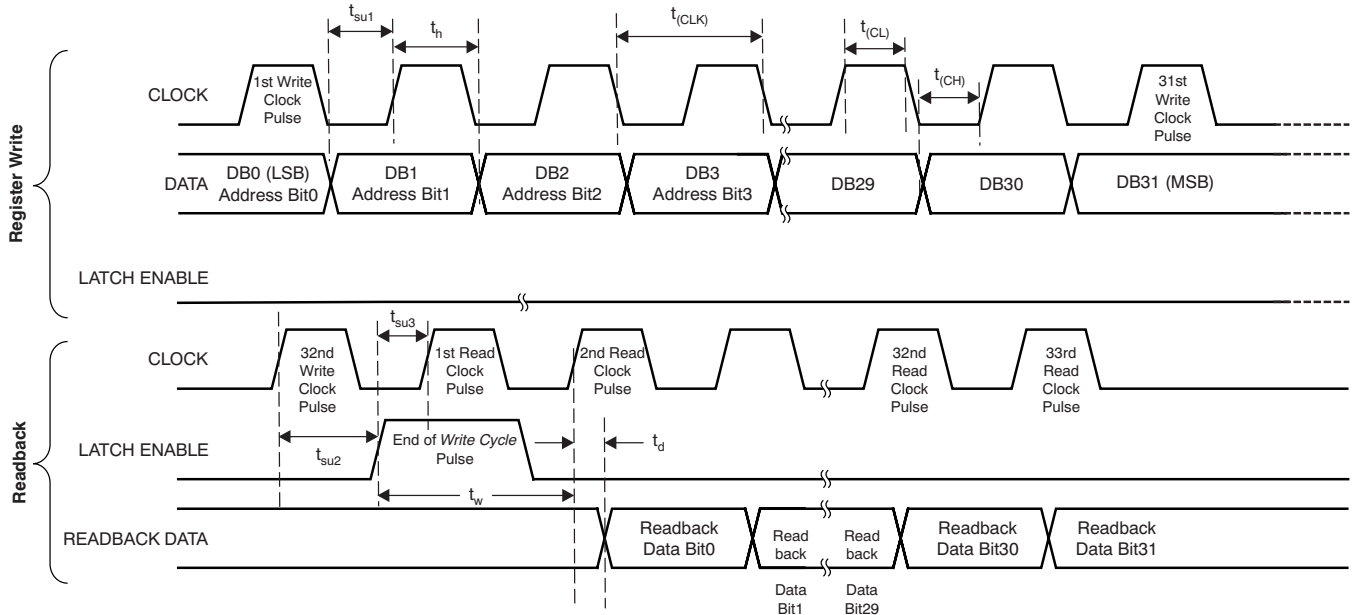 t(CLK)
tsu1
th
t(CL)
t(CH)
Register Write
CLOCK
1st Write
Clock
Pulse
31st
Write
Clock
Pulse
DATA
DB0 (LSB)
Address Bit0
DB1
Address Bit1
DB2
Address Bit2
DB3
Address Bit3
DB29
DB30
DB31 (MSB)
LATCH ENABLE
Readback
tsu3
CLOCK
32nd
Write
Clock
Pulse
1st Read
Clock
Pulse
2nd Read
Clock
Pulse
32nd
Read
Clock
Pulse
33rd
Read
Clock
Pulse
LATCH ENABLE
tsu2
End of Write Cycle
Pulse
td
tw
READBACK DATA
Readback
Data Bit0
Read
back
Data
Bit1
Read
back
Data
Bit29
Readback
Data Bit30
Readback
Data Bit31